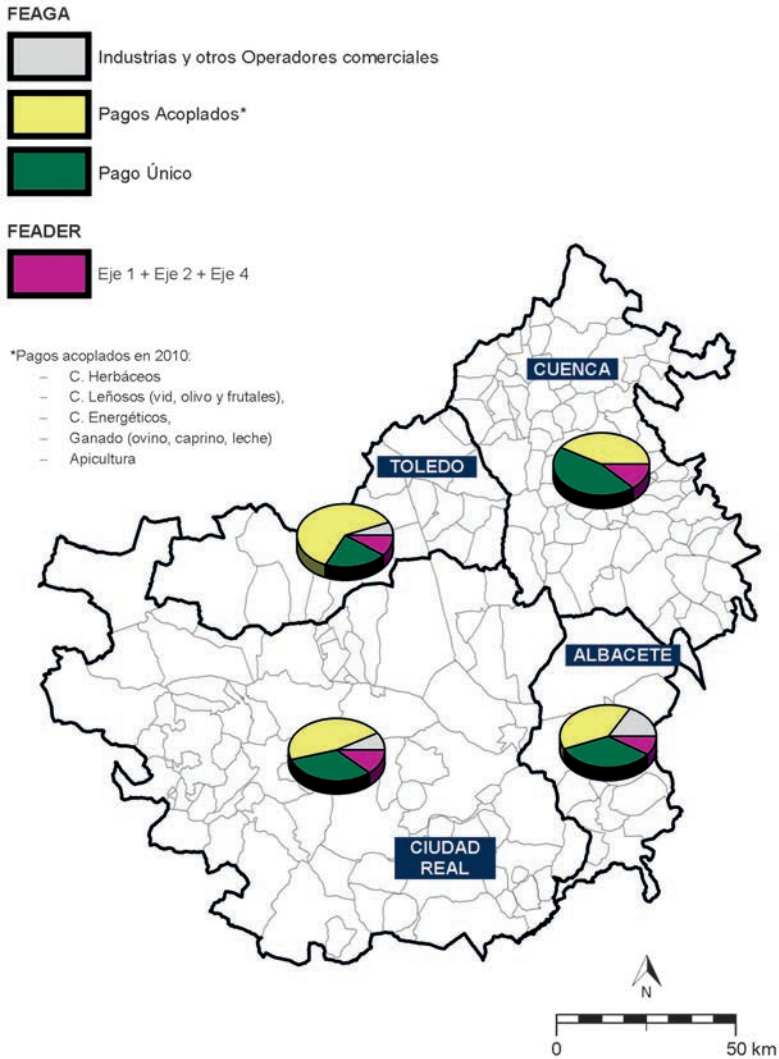 FEAGA
Industrias y otros Operadores comerciales
Pagos Acoplados*
Pago Único
FEADER
Eje 1 + Eje 2 + Eje 4
*Pagos acoplados en 2010:
– C. Herbáceos
– C. Leñosos (vid, olivo y frutales),
– C. Energéticos,
– Ganado (ovino, caprino, leche)
– Apicultura
CUENCA
TOLEDO
ALBACETE
CIUDAD
REAL
N
0 50 km